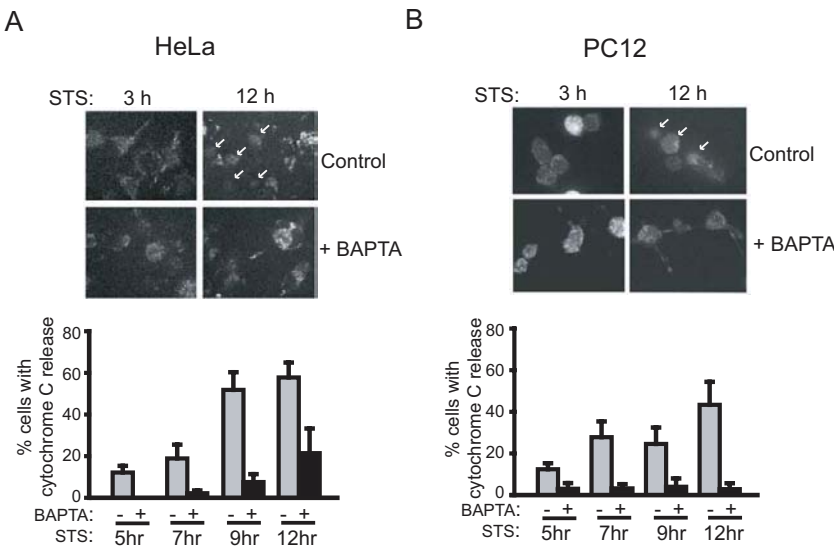 A
HeLa
STS: 3 h 12 h
Control
+ BAPTA
% cells with
cytochrome C release
80
60
40
20
0
BAPTA: - + - + - + - +
STS: 5hr 7hr 9hr 12hr
B
PC12
STS: 3 h 12 h
Control
+ BAPTA
% cells with
cytochrome C release
80
60
40
20
0
BAPTA: - + - + - + - +
STS: 5hr 7hr 9hr 12hr